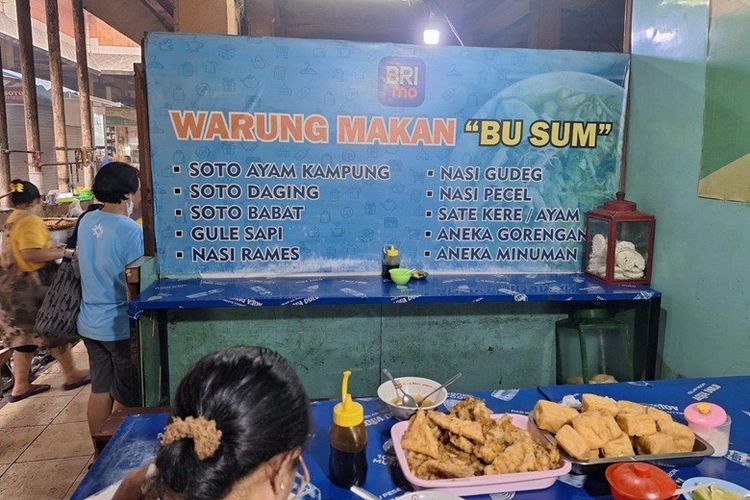 BRI
mo
WARUNG MAKAN "BU SUM"
▪ SOTO AYAM KAMPUNG
▪ SOTO DAGING
▪ SOTO BABAT
▪ GULE SAPI
▪ NASI RAMES
▪ NASI GUDEG
▪ NASI PECEL
▪ SATE KERE / AYAM
▪ ANEKA GORENGAN
▪ ANEKA MINUMAN